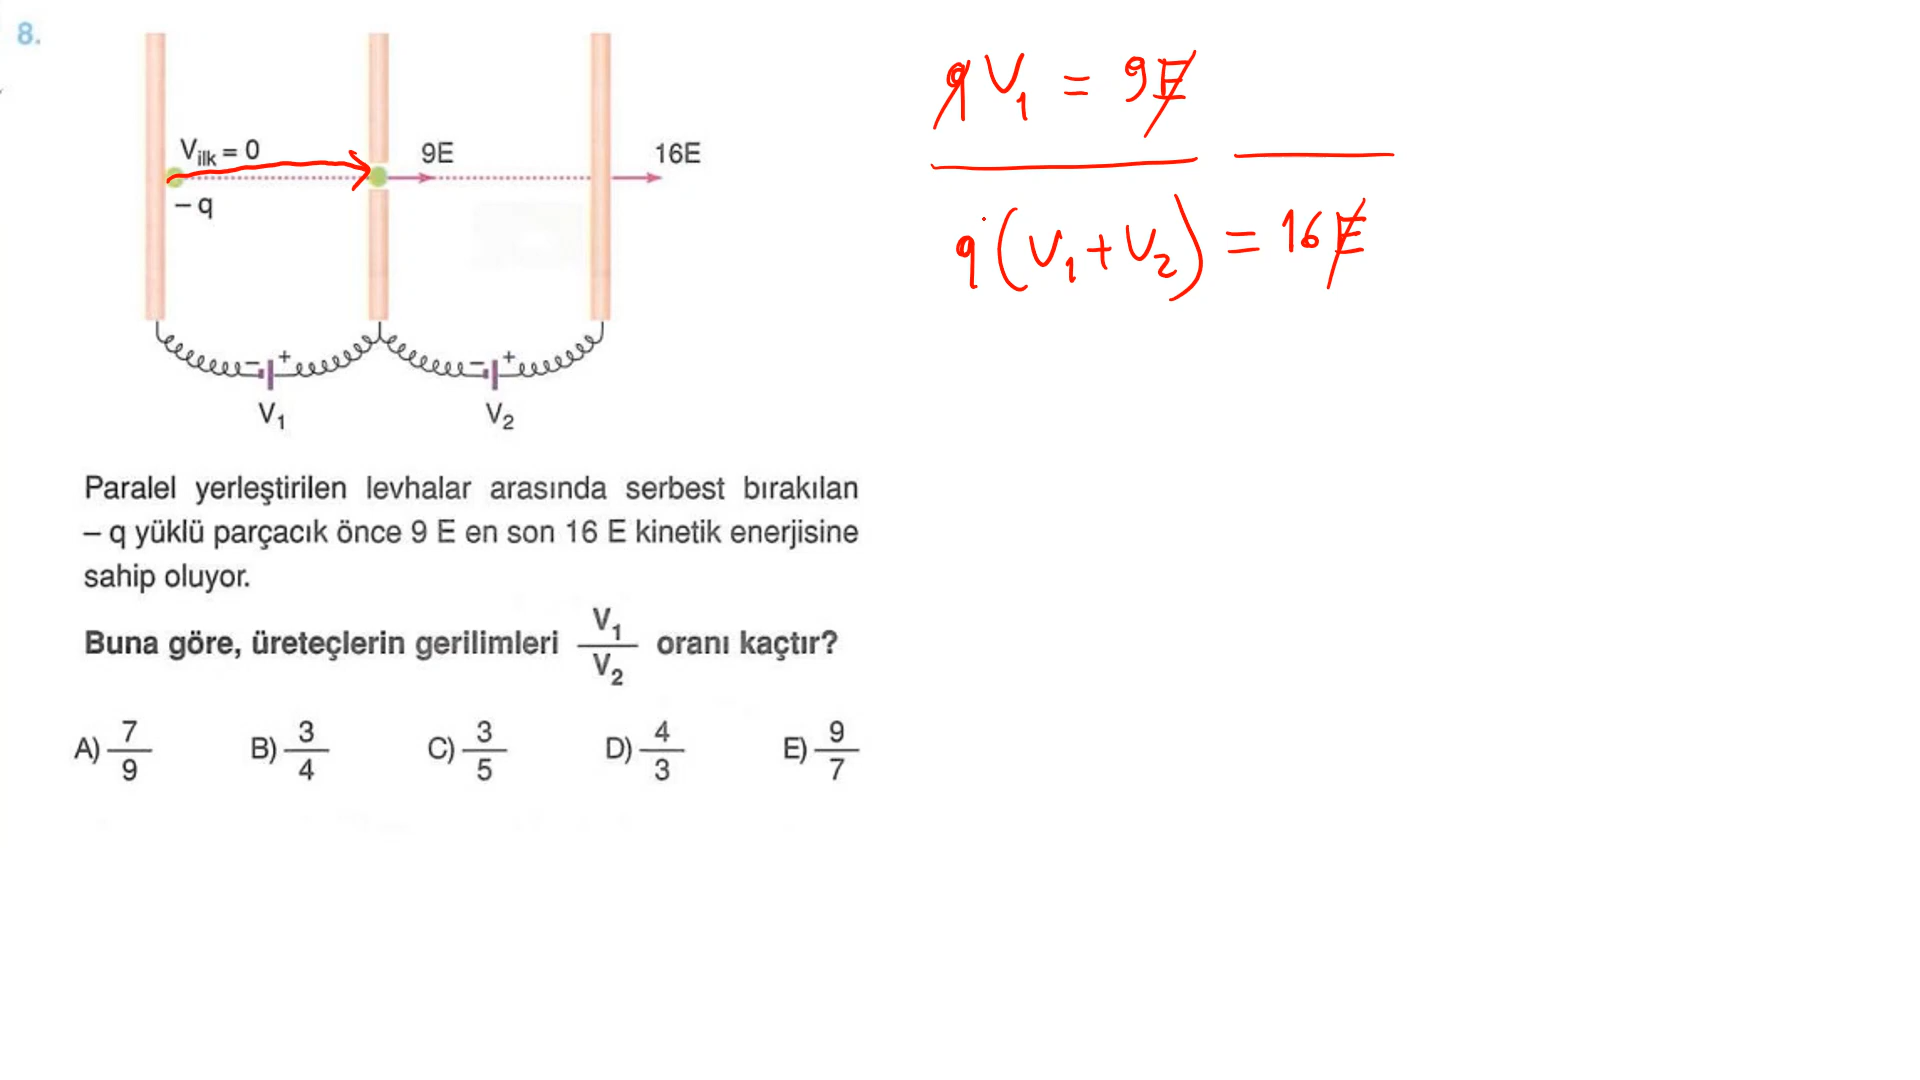 8.
V_ilk = 0
9E
16E
– q
– +
– +
V₁
V₂
Paralel yerleştirilen levhalar arasında serbest bırakılan
– q yüklü parçacık önce 9 E en son 16 E kinetik enerjisine
sahip oluyor.
Buna göre, üreteçlerin gerilimleri V₁/V₂ oranı kaçtır?
A) 7/9 B) 3/4 C) 3/5 D) 4/3 E) 9/7
qV₁ = 9E
q(V₁+V₂) = 16E